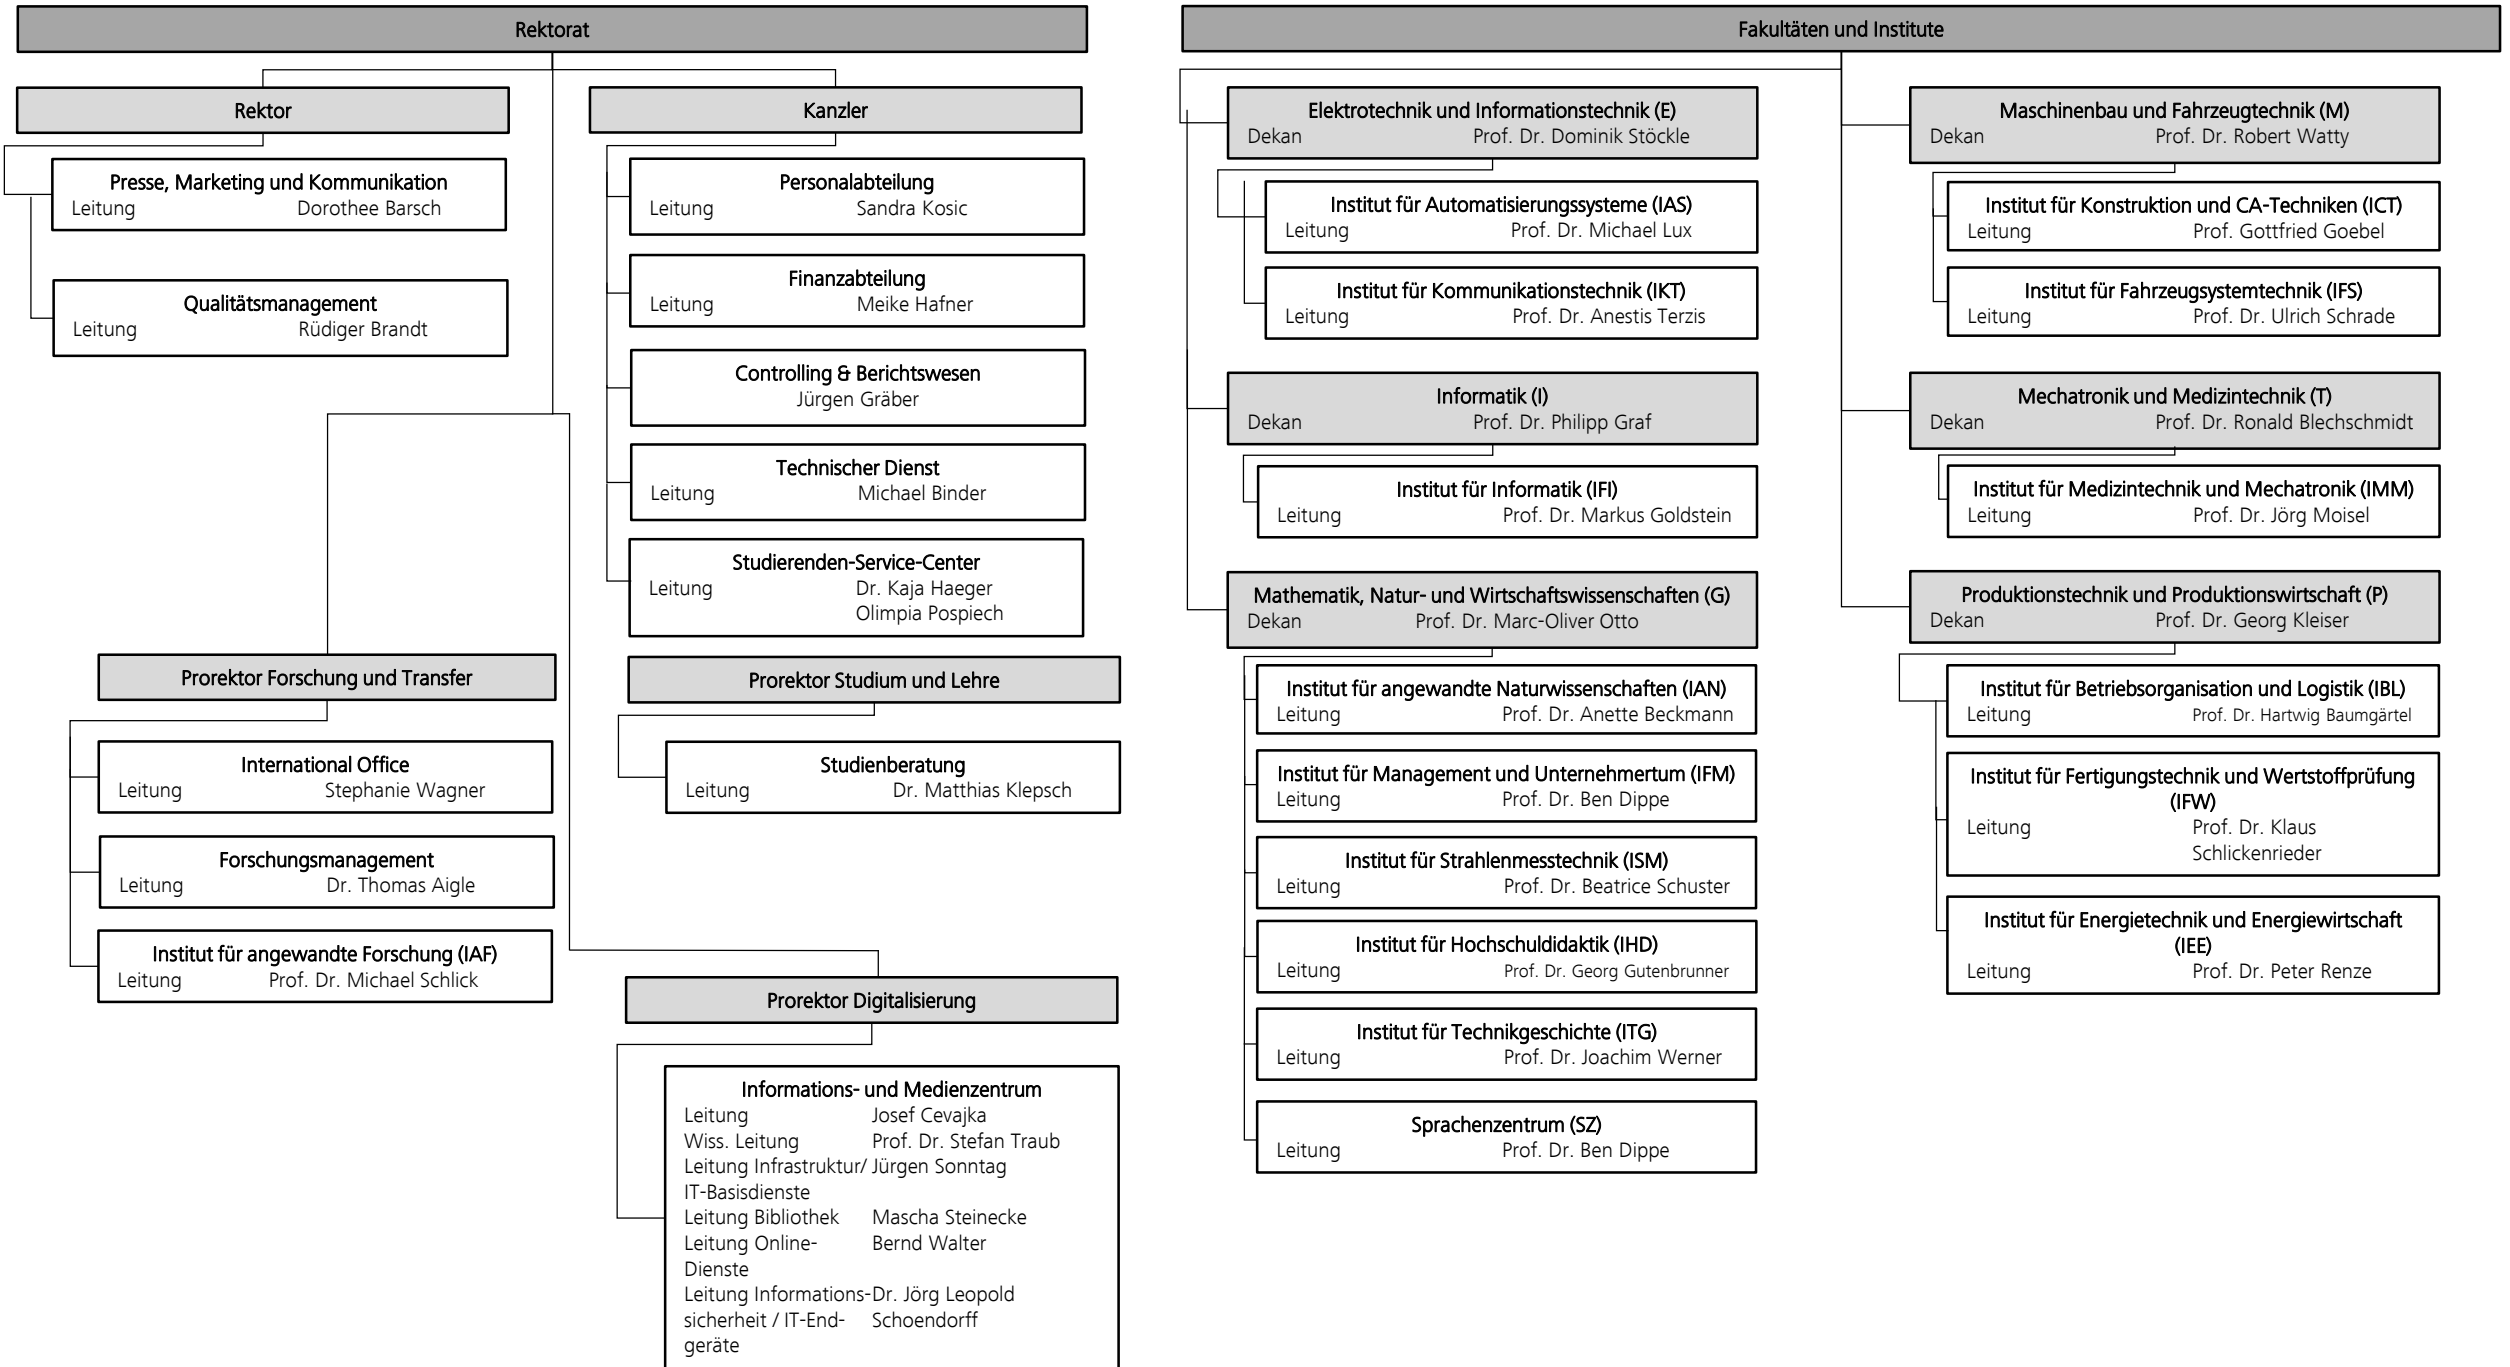 Rektorat
Rektor
Presse, Marketing und Kommunikation
Leitung Dorothee Barsch
Qualitätsmanagement
Leitung Rüdiger Brandt
Kanzler
Personalabteilung
Leitung Sandra Kosic
Finanzabteilung
Leitung Meike Hafner
Controlling & Berichtswesen
Jürgen Gräber
Technischer Dienst
Leitung Michael Binder
Studierenden-Service-Center
Leitung Dr. Kaja Haeger
Olimpia Pospiech
Prorektor Forschung und Transfer
International Office
Leitung Stephanie Wagner
Forschungsmanagement
Leitung Dr. Thomas Aigle
Institut für angewandte Forschung (IAF)
Leitung Prof. Dr. Michael Schlick
Prorektor Studium und Lehre
Studienberatung
Leitung Dr. Matthias Klepsch
Prorektor Digitalisierung
Informations- und Medienzentrum
Leitung Josef Cevajka
Wiss. Leitung Prof. Dr. Stefan Traub
Leitung Infrastruktur/ Jürgen Sonntag
IT-Basisdienste
Leitung Bibliothek Mascha Steinecke
Leitung Online- Bernd Walter
Dienste
Leitung Informations- Dr. Jörg Leopold
sicherheit / IT-End- Schoendorff
geräte
Fakultäten und Institute
Elektrotechnik und Informationstechnik (E)
Dekan Prof. Dr. Dominik Stöckle
Institut für Automatisierungssysteme (IAS)
Leitung Prof. Dr. Michael Lux
Institut für Kommunikationstechnik (IKT)
Leitung Prof. Dr. Anestis Terzis
Informatik (I)
Dekan Prof. Dr. Philipp Graf
Institut für Informatik (IFI)
Leitung Prof. Dr. Markus Goldstein
Mathematik, Natur- und Wirtschaftswissenschaften (G)
Dekan Prof. Dr. Marc-Oliver Otto
Institut für angewandte Naturwissenschaften (IAN)
Leitung Prof. Dr. Anette Beckmann
Institut für Management und Unternehmertum (IFM)
Leitung Prof. Dr. Ben Dippe
Institut für Strahlenmesstechnik (ISM)
Leitung Prof. Dr. Beatrice Schuster
Institut für Hochschuldidaktik (IHD)
Leitung Prof. Dr. Georg Gutenbrunner
Institut für Technikgeschichte (ITG)
Leitung Prof. Dr. Joachim Werner
Sprachenzentrum (SZ)
Leitung Prof. Dr. Ben Dippe
Maschinenbau und Fahrzeugtechnik (M)
Dekan Prof. Dr. Robert Watty
Institut für Konstruktion und CA-Techniken (ICT)
Leitung Prof. Gottfried Goebel
Institut für Fahrzeugsystemtechnik (IFS)
Leitung Prof. Dr. Ulrich Schrade
Mechatronik und Medizintechnik (T)
Dekan Prof. Dr. Ronald Blechschmidt
Institut für Medizintechnik und Mechatronik (IMM)
Leitung Prof. Dr. Jörg Moisel
Produktionstechnik und Produktionswirtschaft (P)
Dekan Prof. Dr. Georg Kleiser
Institut für Betriebsorganisation und Logistik (IBL)
Leitung Prof. Dr. Hartwig Baumgärtel
Institut für Fertigungstechnik und Wertstoffprüfung
(IFW)
Leitung Prof. Dr. Klaus
Schlickenrieder
Institut für Energietechnik und Energiewirtschaft
(IEE)
Leitung Prof. Dr. Peter Renze